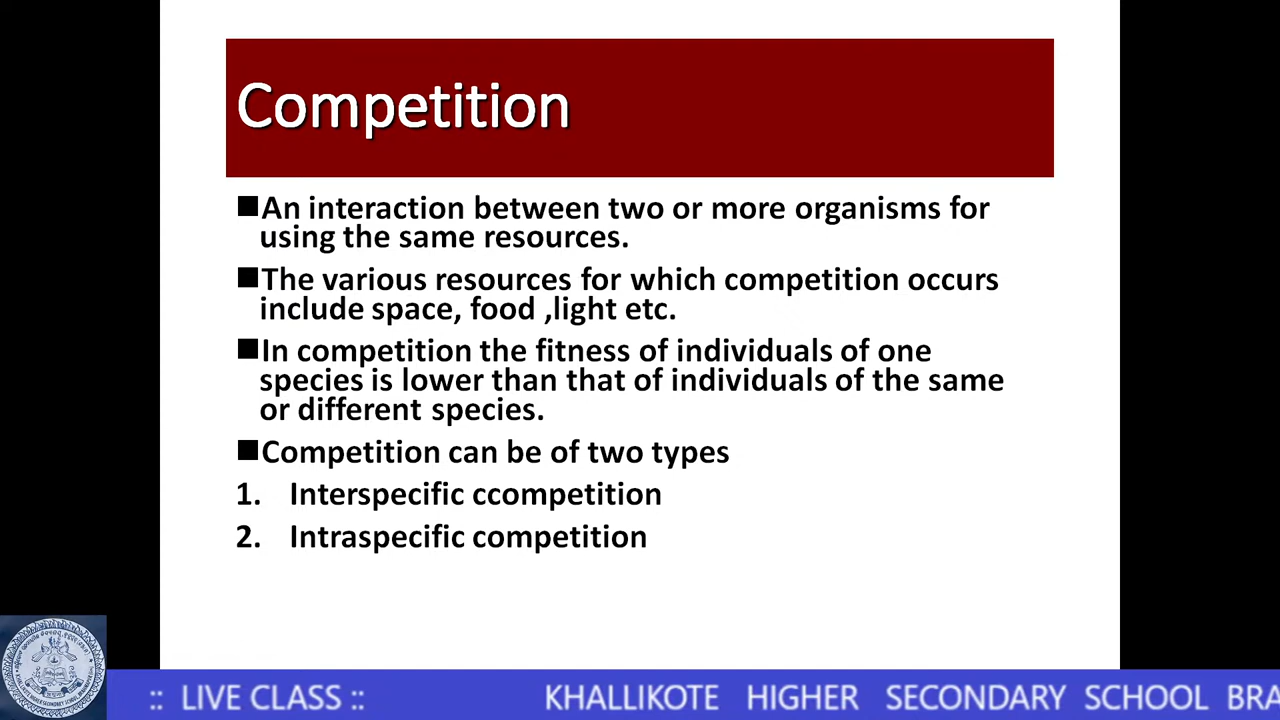 Competition
■An interaction between two or more organisms for
using the same resources.
■The various resources for which competition occurs
include space, food ,light etc.
■In competition the fitness of individuals of one
species is lower than that of individuals of the same
or different species.
■Competition can be of two types
1. Interspecific ccompetition
2. Intraspecific competition
:: LIVE CLASS :: KHALLIKOTE HIGHER SECONDARY SCHOOL BRA